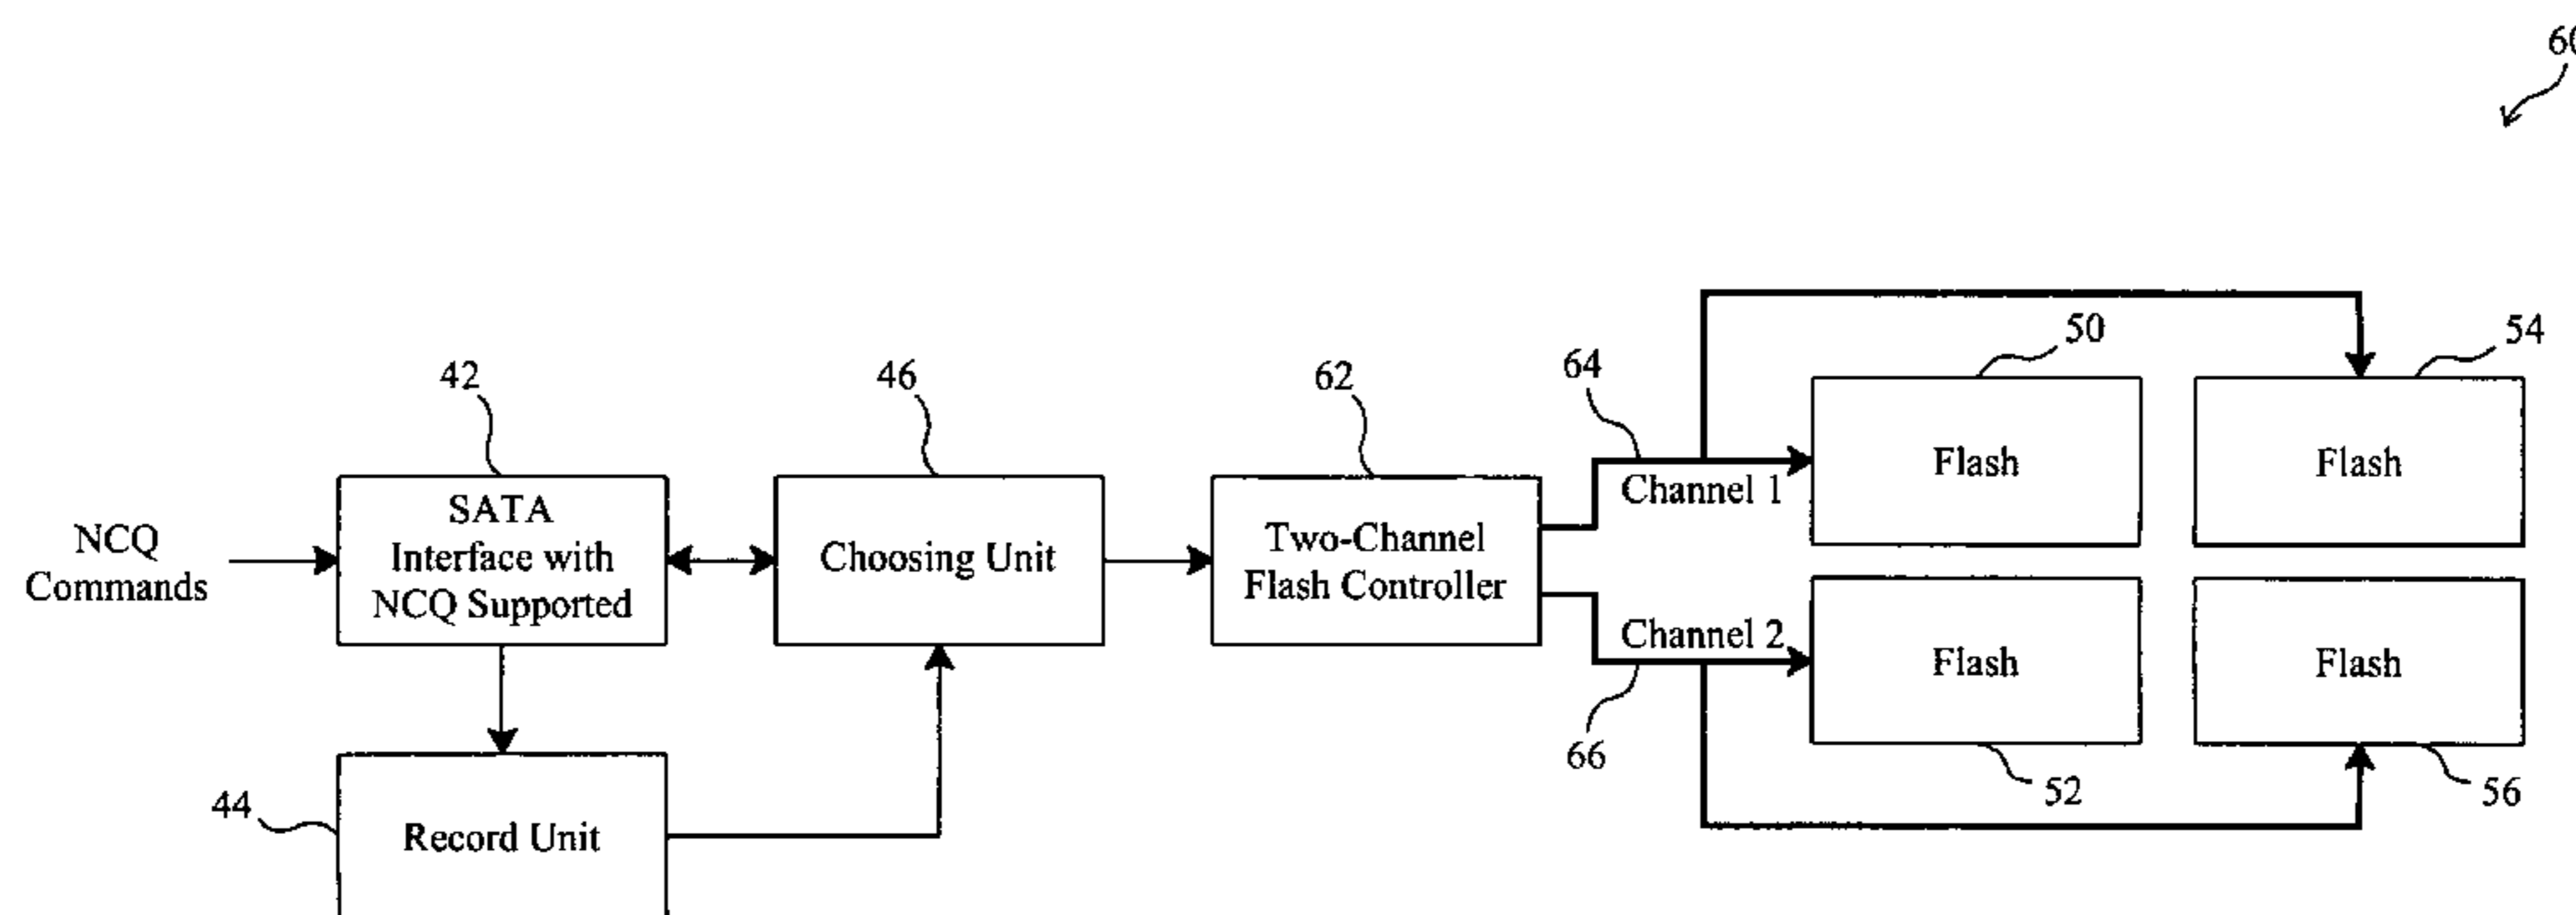 60
50
54
42
46
62
64
SATA
Interface with
NCQ Supported
NCQ
Commands
Choosing Unit
Two-Channel
Flash Controller
Channel 1
Flash
Flash
Channel 2
Flash
Flash
66
52
56
44
Record Unit